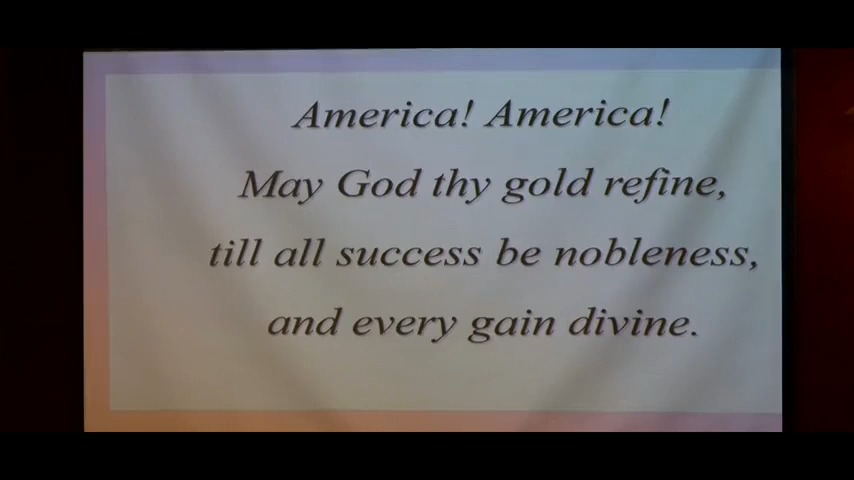 America! America!
May God thy gold refine,
till all success be nobleness,
and every gain divine.